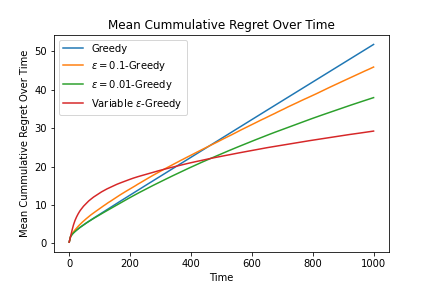 Mean Cummulative Regret Over Time
Mean Cummulative Regret Over Time
50
40
30
20
10
0
Greedy
ε = 0.1-Greedy
ε = 0.01-Greedy
Variable ε-Greedy
0 200 400 600 800 1000
Time